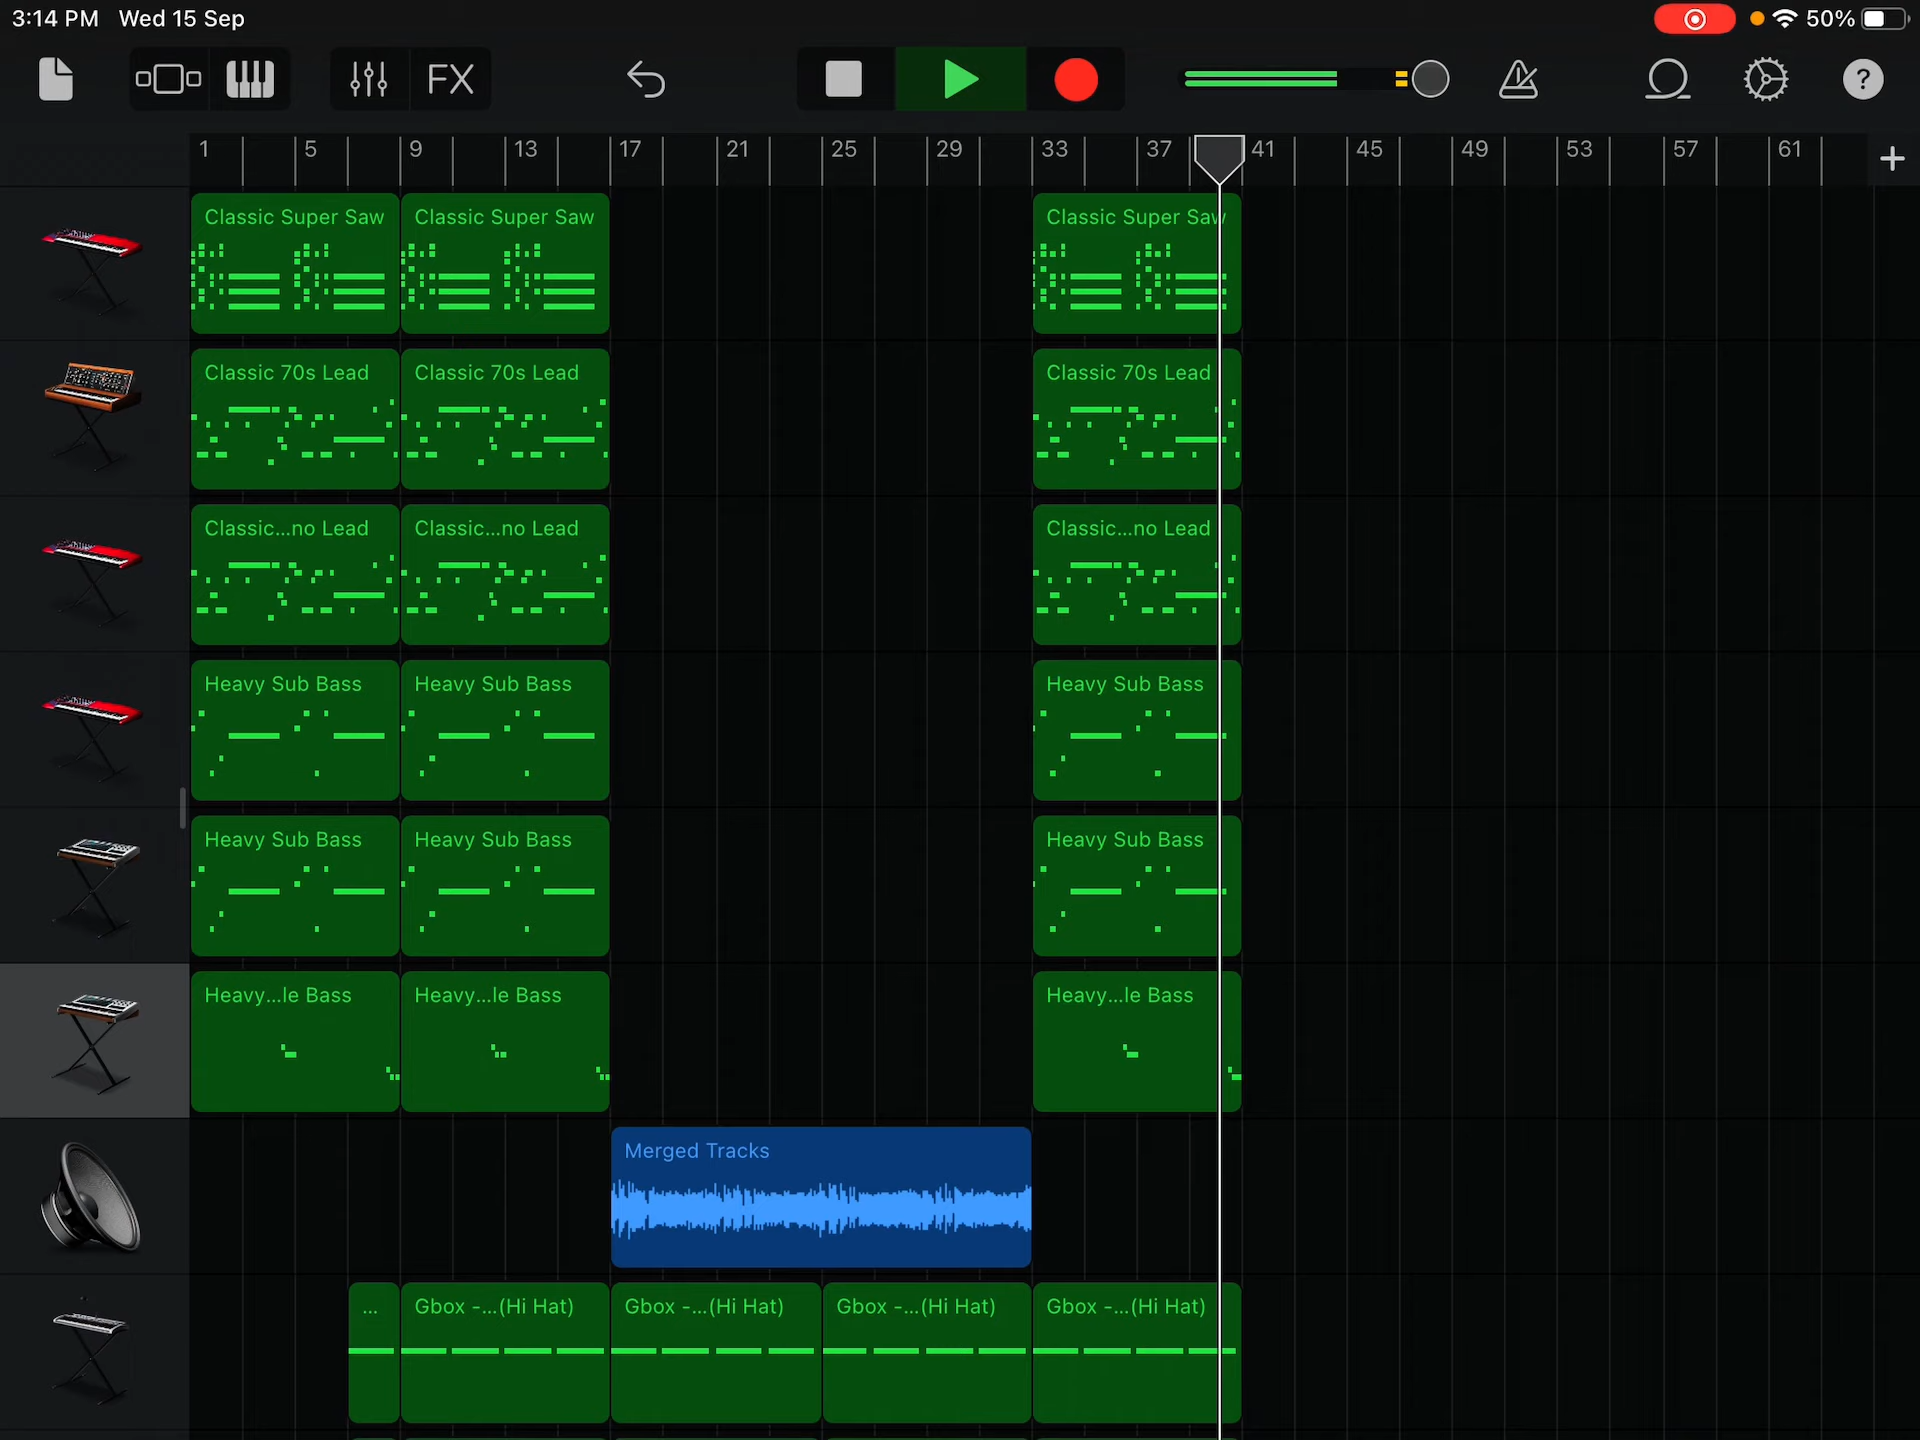 3:14 PM Wed 15 Sep
50%
FX
?
1 5 9 13 17 21 25 29 33 37 41 45 49 53 57 61 +
Classic Super Saw Classic Super Saw Classic Super Saw
Classic 70s Lead Classic 70s Lead Classic 70s Lead
Classic...no Lead Classic...no Lead Classic...no Lead
Heavy Sub Bass Heavy Sub Bass Heavy Sub Bass
Heavy Sub Bass Heavy Sub Bass Heavy Sub Bass
Heavy...le Bass Heavy...le Bass Heavy...le Bass
Merged Tracks
... Gbox -...(Hi Hat) Gbox -...(Hi Hat) Gbox -...(Hi Hat) Gbox -...(Hi Hat)